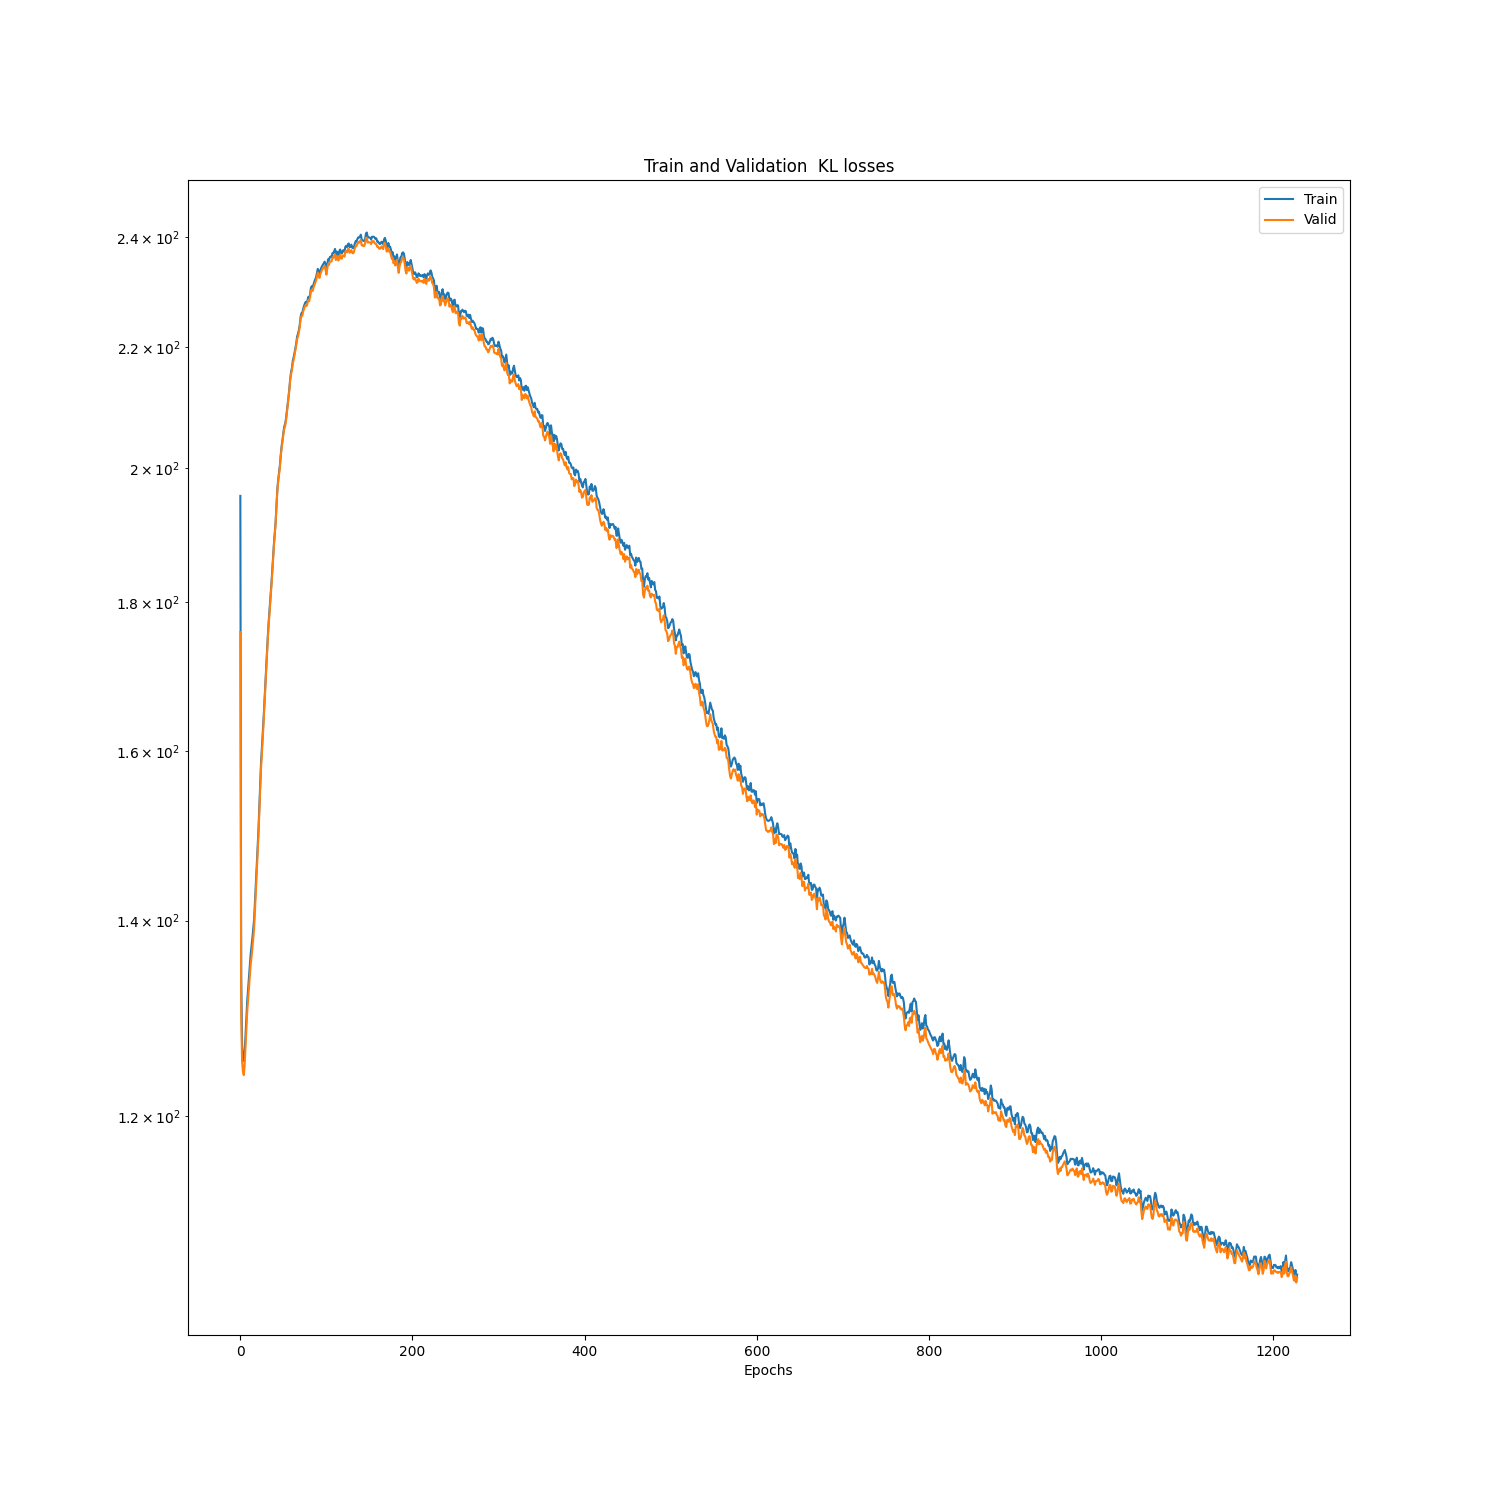 Train and Validation  KL losses
Train
Valid
2.4 × 10²
2.2 × 10²
2 × 10²
1.8 × 10²
1.6 × 10²
1.4 × 10²
1.2 × 10²
0 200 400 600 800 1000 1200
Epochs